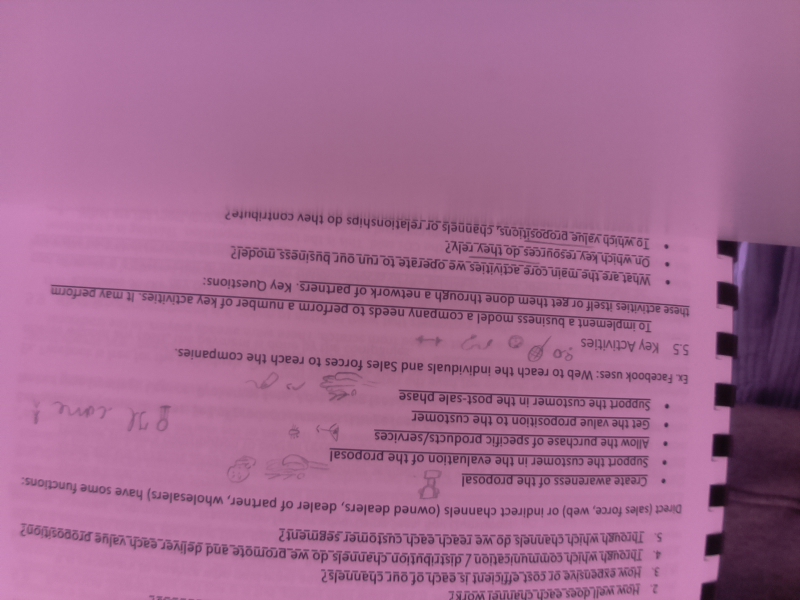 2. How well does each channel work?
3. How expensive or cost efficient is each of our channels?
4. Through which communication / distribution channels do we promote and deliver each value proposition?
5. Through which channels do we reach each customer segment?
Direct (sales force, web) or indirect channels (owned dealers, dealer of partner, wholesalers) have some functions:
• Create awareness of the proposal
• Support the customer in the evaluation of the proposal
• Allow the purchase of specific products/services
• Get the value proposition to the customer
• Support the customer in the post-sale phase
Ex. Facebook uses: Web to reach the individuals and Sales forces to reach the companies.
5.5 Key Activities
To implement a business model a company needs to perform a number of key activities. It may perform
these activities itself or get them done through a network of partners. Key Questions:
• What are the main core activities we operate to run our business model?
• On which key resources do they rely?
• To which value propositions, channels or relationships do they contribute?